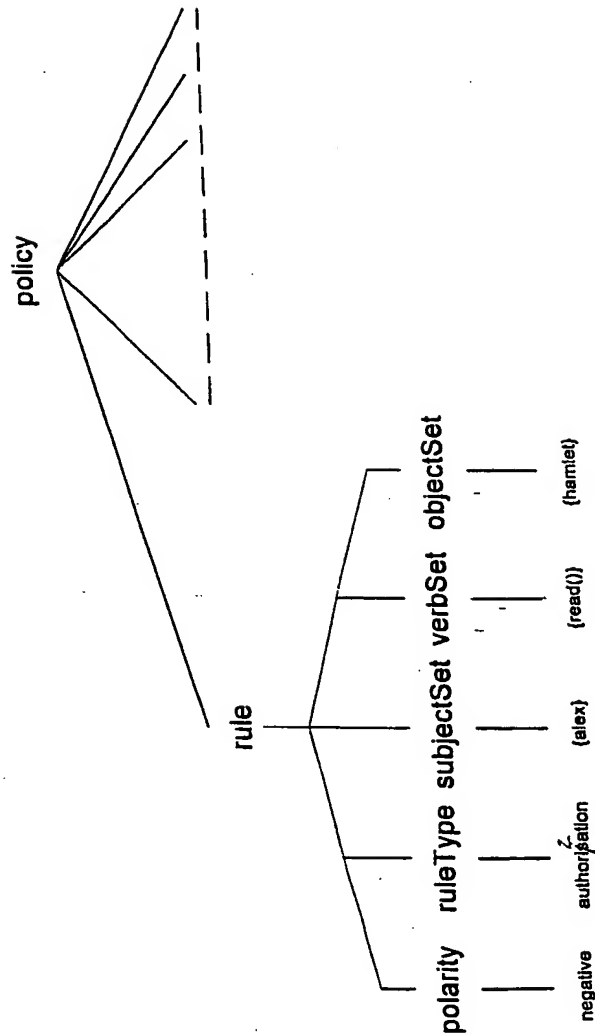 policy
rule
polarity ruleType subjectSet verbSet objectSet
negative authorisation {alex} {read()} {hamlet}
z